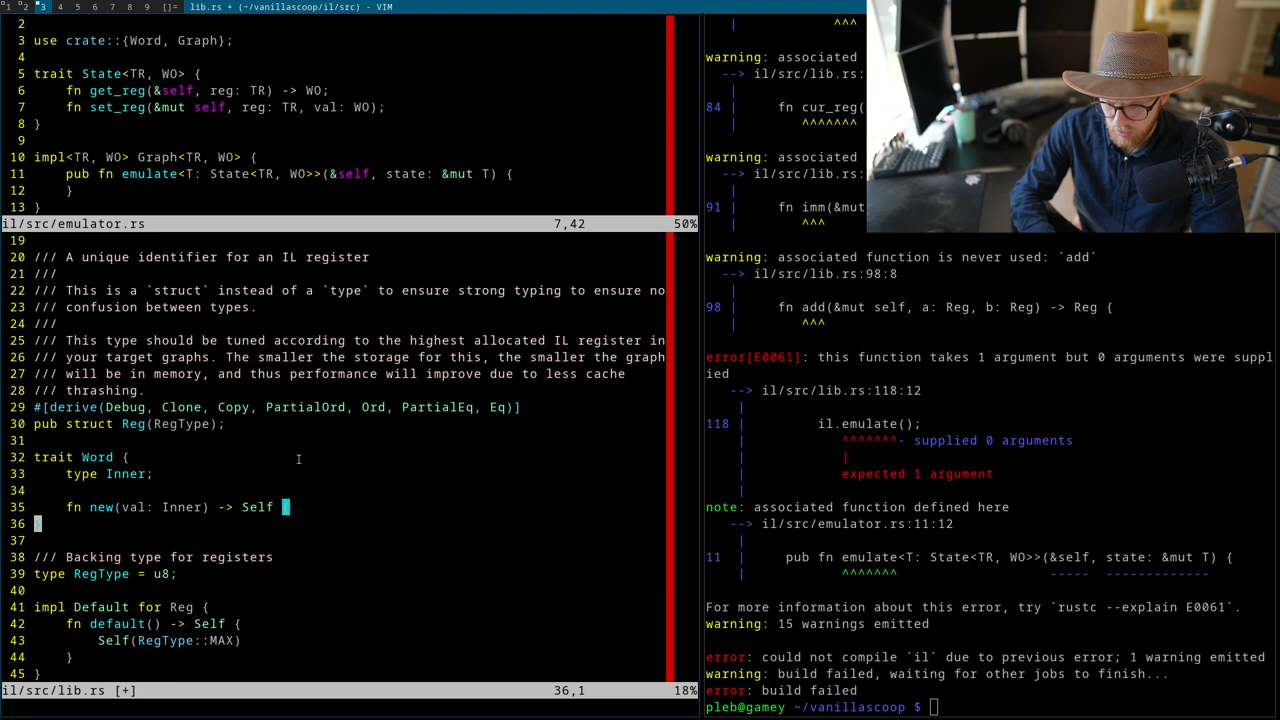 1 2 3 4 5 6 7 8 9 []= lib.rs + (~/vanillascoop/il/src) - VIM
2
3 use crate::{Word, Graph};
4
5 trait State<TR, WO> {
6     fn get_reg(&self, reg: TR) -> WO;
7     fn set_reg(&mut self, reg: TR, val: WO);
8 }
9
10 impl<TR, WO> Graph<TR, WO> {
11     pub fn emulate<T: State<TR, WO>>(&self, state: &mut T) {
12     }
13 }
il/src/emulator.rs 7,42 50%
19
20 /// A unique identifier for an IL register
21 ///
22 /// This is a `struct` instead of a `type` to ensure strong typing to ensure no
23 /// confusion between types.
24 ///
25 /// This type should be tuned according to the highest allocated IL register in
26 /// your target graphs. The smaller the storage for this, the smaller the graph
27 /// will be in memory, and thus performance will improve due to less cache
28 /// thrashing.
29 #[derive(Debug, Clone, Copy, PartialOrd, Ord, PartialEq, Eq)]
30 pub struct Reg(RegType);
31
32 trait Word {
33     type Inner;
34
35     fn new(val: Inner) -> Self {
36 }
37
38 /// Backing type for registers
39 type RegType = u8;
40
41 impl Default for Reg {
42     fn default() -> Self {
43         Self(RegType::MAX)
44     }
45 }
il/src/lib.rs [+] 36,1 18%
| ^^^
warning: associated
--> il/src/lib.rs:
|
84 | fn cur_reg(
| ^^^^^^^
warning: associated
--> il/src/lib.rs:
|
91 | fn imm(&mut
| ^^^
warning: associated function is never used: `add`
--> il/src/lib.rs:98:8
|
98 | fn add(&mut self, a: Reg, b: Reg) -> Reg {
| ^^^
error[E0061]: this function takes 1 argument but 0 arguments were suppl
ied
--> il/src/lib.rs:118:12
|
118 | il.emulate();
| ^^^^^^^- supplied 0 arguments
| |
| expected 1 argument
|
note: associated function defined here
--> il/src/emulator.rs:11:12
|
11 | pub fn emulate<T: State<TR, WO>>(&self, state: &mut T) {
| ^^^^^^^ ----- -------------
For more information about this error, try `rustc --explain E0061`.
warning: 15 warnings emitted
error: could not compile `il` due to previous error; 1 warning emitted
warning: build failed, waiting for other jobs to finish...
error: build failed
pleb@gamey ~/vanillascoop $